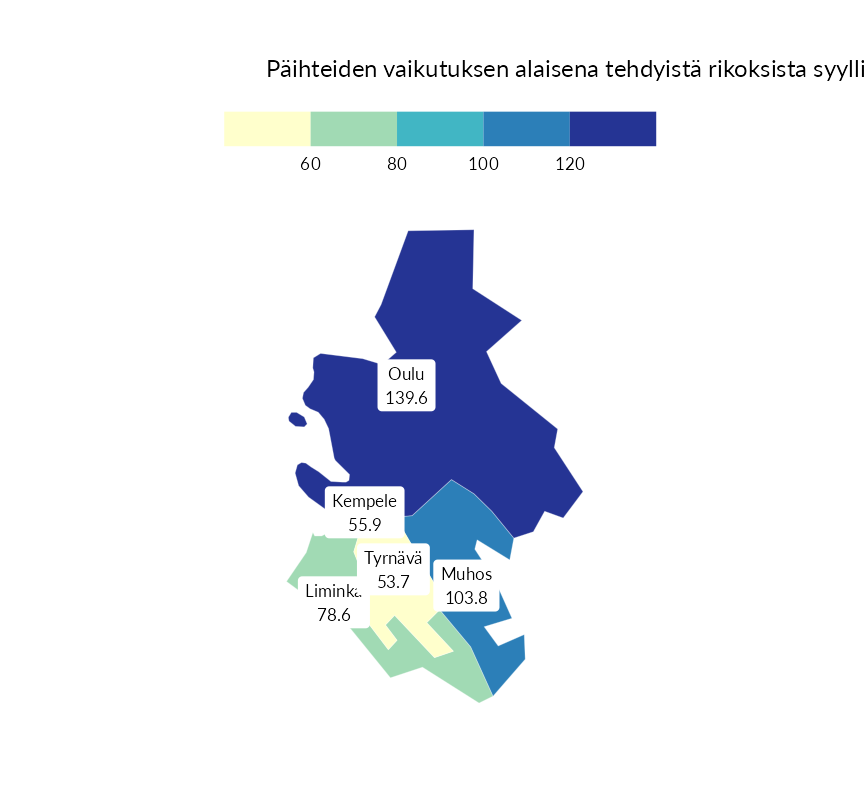 Päihteiden vaikutuksen alaisena tehdyistä rikoksista syylli
60 80 100 120
Oulu
139.6
Kempele
55.9
Tyrnävä
53.7
Muhos
103.8
Liminka
78.6